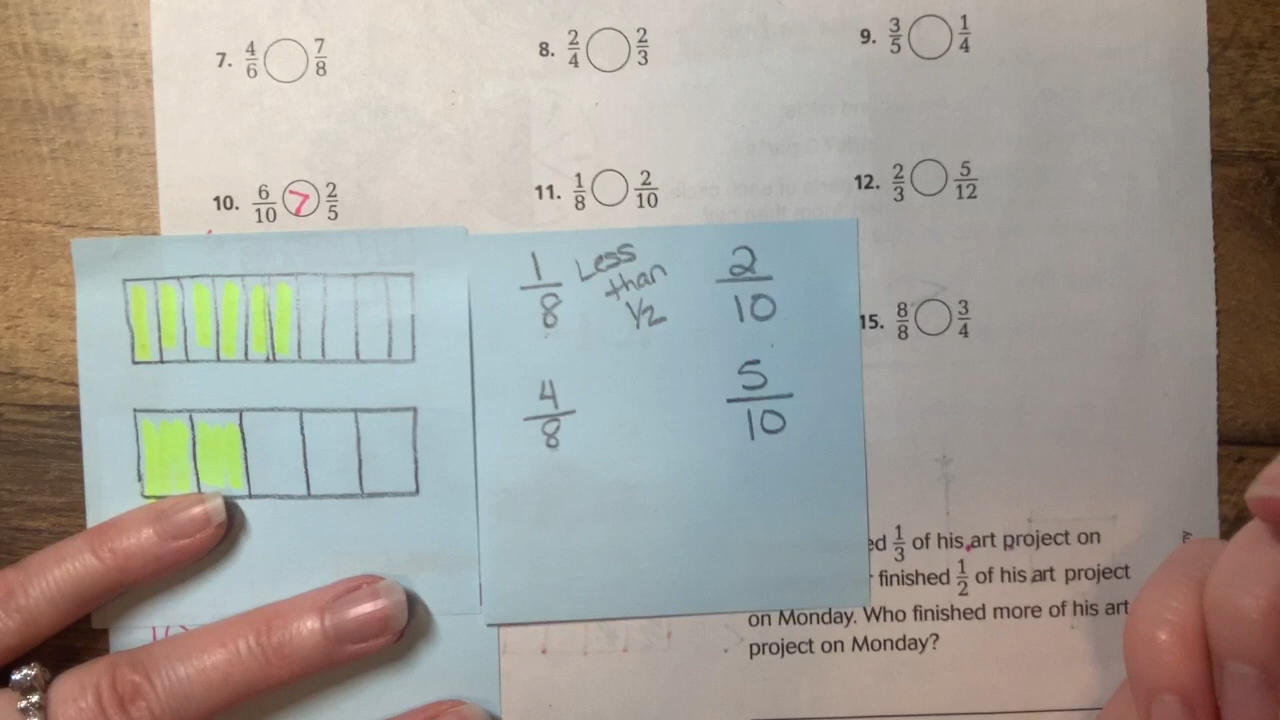 7. 4/6 ◯ 7/8
8. 2/4 ◯ 2/3
9. 3/5 ◯ 1/4
10. 6/10 > 2/5
11. 1/8 ◯ 2/10
12. 2/3 ◯ 5/12
1/8 Less than 1/2 2/10
4/8 5/10
15. 8/8 ◯ 3/4
ed 1/3 of his art project on
finished 1/2 of his art project
on Monday. Who finished more of his art
project on Monday?